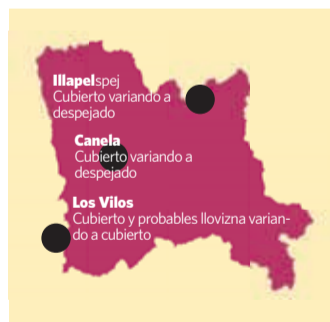 Illapelspej
Cubierto variando a
despejado
Canela
Cubierto variando a
despejado
Los Vilos
Cubierto y probables llovizna varian-
do a cubierto